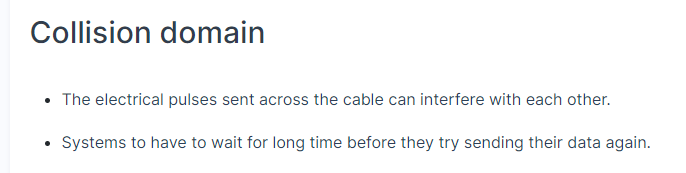 Collision domain
The electrical pulses sent across the cable can interfere with each other.
Systems to have to wait for long time before they try sending their data again.